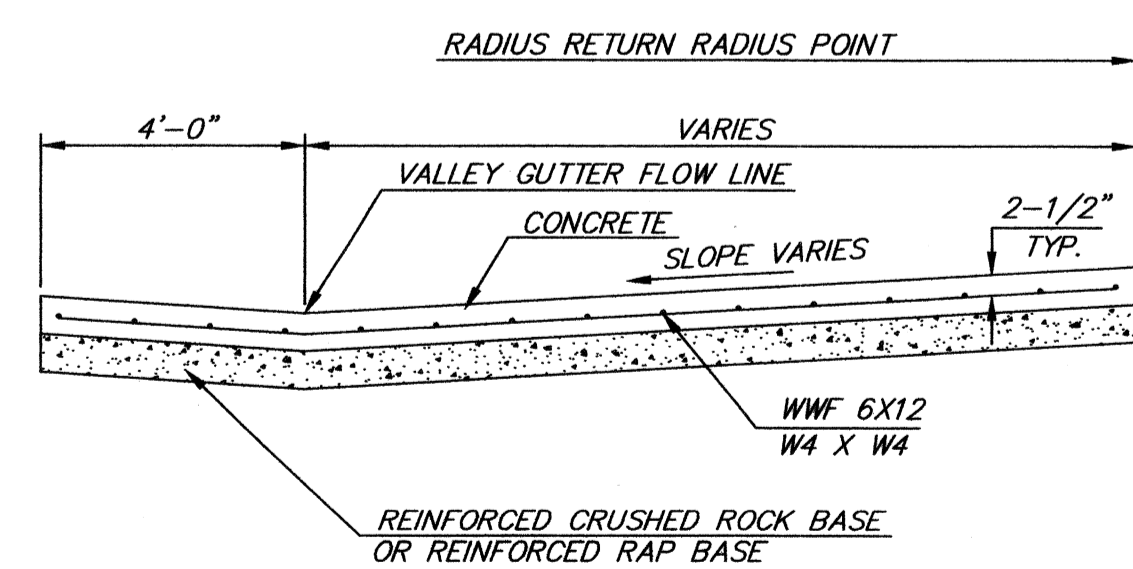 RADIUS RETURN RADIUS POINT
4'-0"
VARIES
VALLEY GUTTER FLOW LINE
CONCRETE
SLOPE VARIES
2-1/2"
TYP.
WWF 6X12
W4 X W4
REINFORCED CRUSHED ROCK BASE
OR REINFORCED RAP BASE